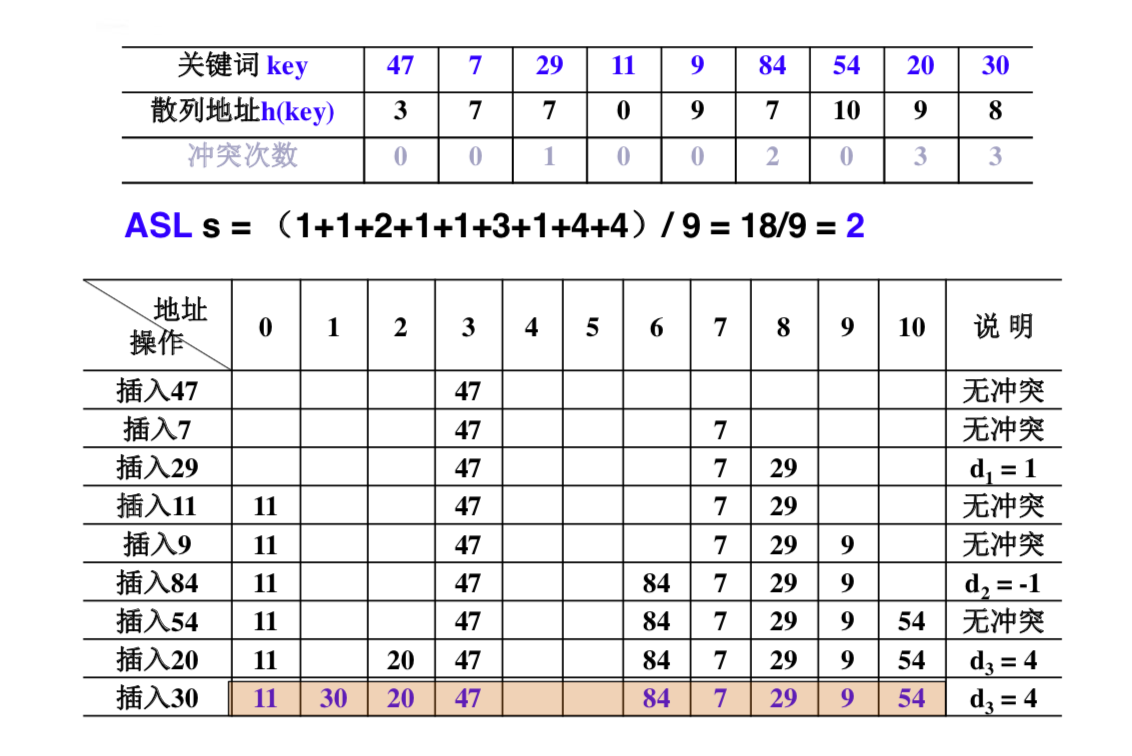 关键词 key 47 7 29 11 9 84 54 20 30
散列地址h(key) 3 7 7 0 9 7 10 9 8
冲突次数 0 0 1 0 0 2 0 3 3
ASL s = （1+1+2+1+1+3+1+4+4）/ 9 = 18/9 = 2
地址 操作 0 1 2 3 4 5 6 7 8 9 10 说 明
插入47 47 无冲突
插入7 47 7 无冲突
插入29 47 7 29 d₁ = 1
插入11 11 47 7 29 无冲突
插入9 11 47 7 29 9 无冲突
插入84 11 47 84 7 29 9 d₂ = -1
插入54 11 47 84 7 29 9 54 无冲突
插入20 11 20 47 84 7 29 9 54 d₃ = 4
插入30 11 30 20 47 84 7 29 9 54 d₃ = 4